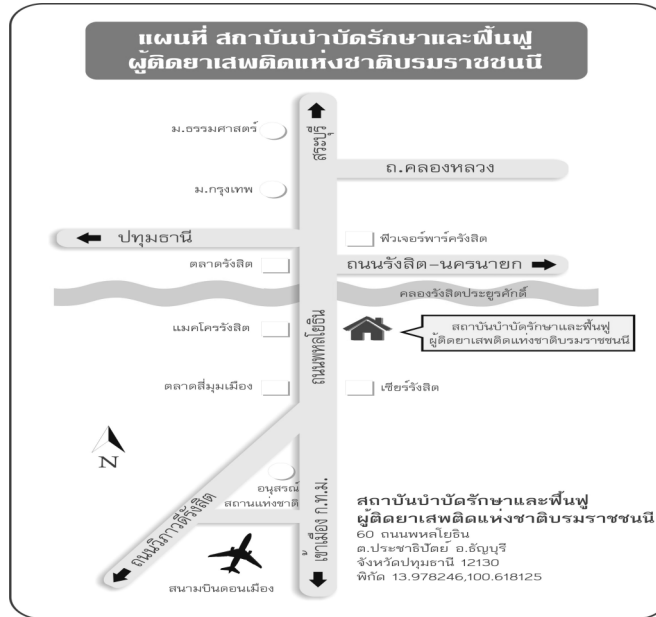 แผนที่ สถาบันบำบัดรักษาและฟื้นฟู
ผู้ติดยาเสพติดแห่งชาติบรมราชชนนี
ม.ธรรมศาสตร์
สระบุรี
ถ.คลองหลวง
ม.กรุงเทพ
ปทุมธานี
ฟิวเจอร์พาร์ครังสิต
ตลาดรังสิต
ถนนรังสิต-นครนายก
คลองรังสิตประยูรศักดิ์
แมคโครรังสิต
ถนนพหลโยธิน
สถาบันบำบัดรักษาและฟื้นฟู
ผู้ติดยาเสพติดแห่งชาติบรมราชชนนี
ตลาดสี่มุมเมือง
เซียร์รังสิต
N
อนุสรณ์
สถานแห่งชาติ
ถนนวิภาวดีรังสิต
เข้าเมือง ก.ท.ม.
สนามบินดอนเมือง
สถาบันบำบัดรักษาและฟื้นฟู
ผู้ติดยาเสพติดแห่งชาติบรมราชชนนี
60 ถนนพหลโยธิน
ต.ประชาธิปัตย์ อ.ธัญบุรี
จังหวัดปทุมธานี 12130
พิกัด 13.978246,100.618125